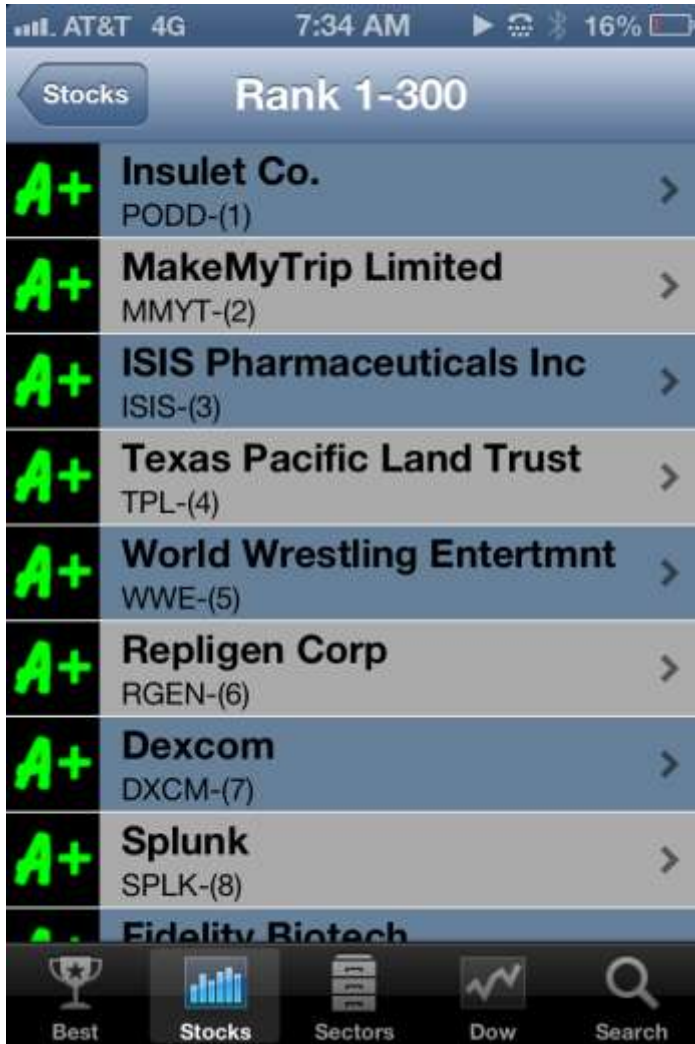 AT&T 4G 7:34 AM 16%
Stocks Rank 1-300
A+ Insulet Co.
PODD-(1)
A+ MakeMyTrip Limited
MMYT-(2)
A+ ISIS Pharmaceuticals Inc
ISIS-(3)
A+ Texas Pacific Land Trust
TPL-(4)
A+ World Wrestling Entertmnt
WWE-(5)
A+ Repligen Corp
RGEN-(6)
A+ Dexcom
DXCM-(7)
A+ Splunk
SPLK-(8)
A+ Fidelity Biotech
Best Stocks Sectors Dow Search